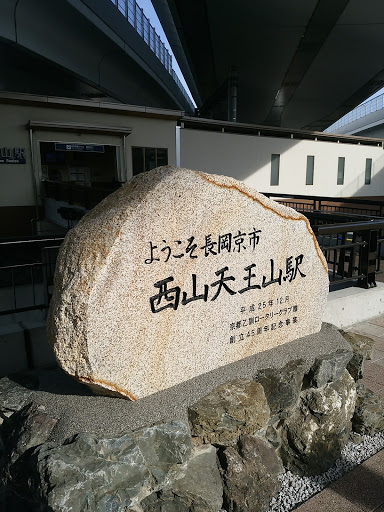 ようこそ長岡京市
西山天王山駅
平成25年12月
京都乙訓ロータリークラブ様
創立45周年記念事業